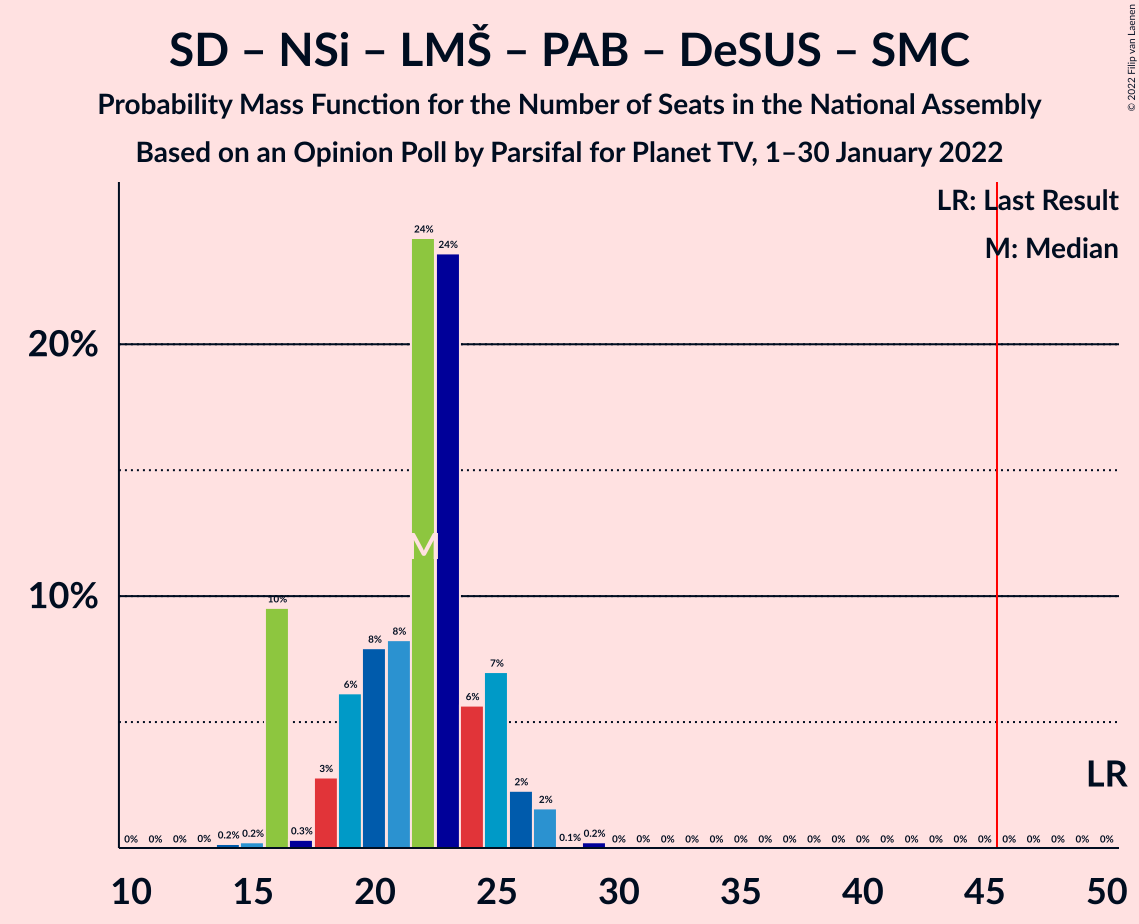 SD – NSi – LMŠ – PAB – DeSUS – SMC
Probability Mass Function for the Number of Seats in the National Assembly
Based on an Opinion Poll by Parsifal for Planet TV, 1–30 January 2022
© 2022 Filip van Laenen
LR: Last Result
M: Median
20%
10%
0% 0% 0% 0% 0.2% 0.2% 10% 0.3% 3% 6% 8% 8% 24% 24% 6% 7% 2% 2% 0.1% 0.2% 0% 0% 0% 0% 0% 0% 0% 0% 0% 0% 0% 0% 0% 0% 0% 0% 0% 0% 0% 0% 0%
M
LR
10 15 20 25 30 35 40 45 50